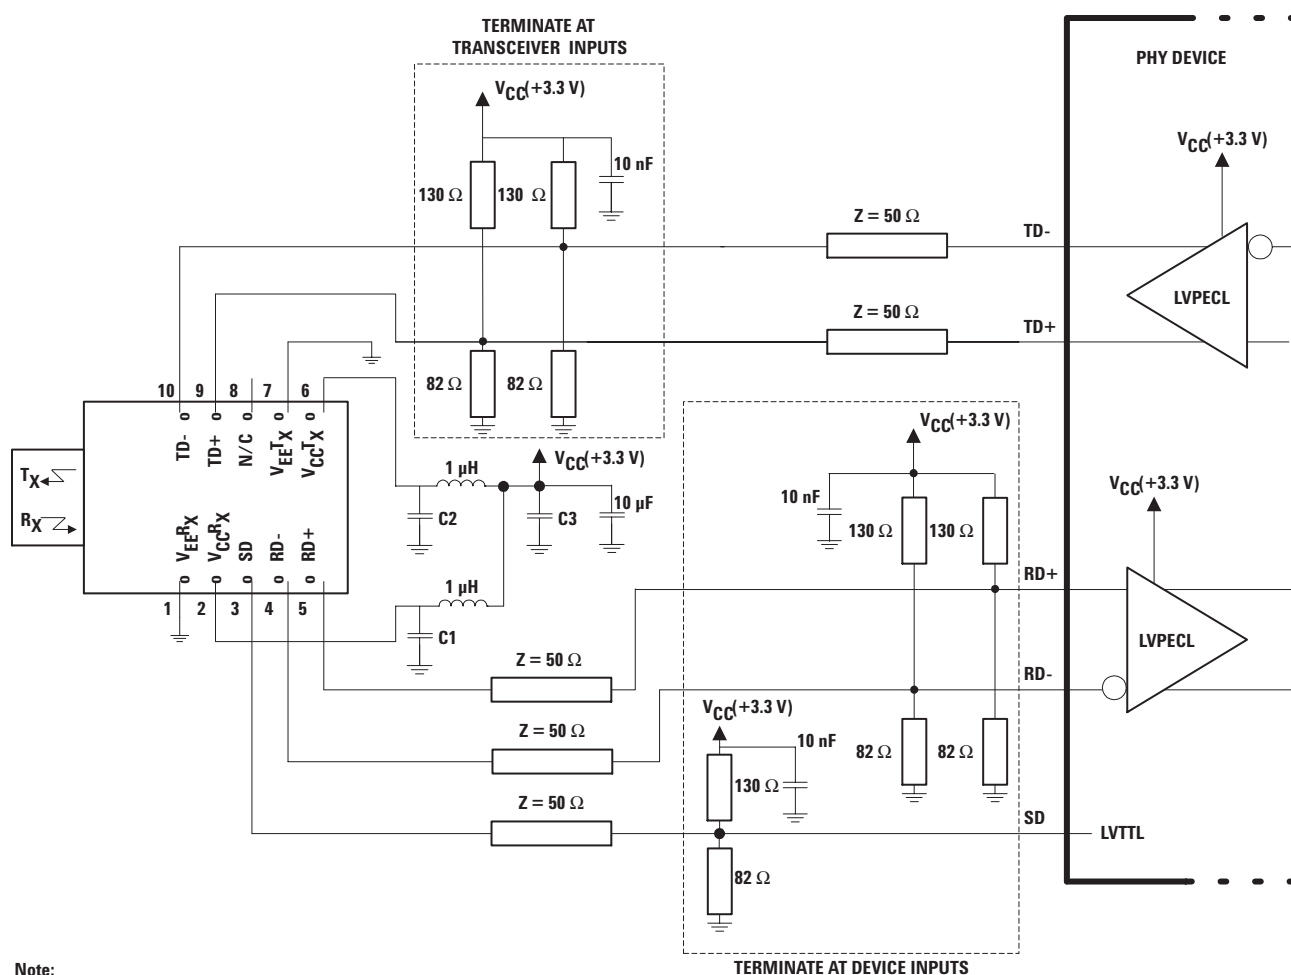 TERMINATE AT
TRANSCEIVER INPUTS
PHY DEVICE
VCC(+3.3 V)
VCC(+3.3 V)
10 nF
130 Ω
130 Ω
Z = 50 Ω
TD-
LVPECL
Z = 50 Ω
TD+
82 Ω
82 Ω
10
9
8
7
6
TD-
TD+
N/C
VEETX
VCCTX
TX
RX
VEERX
VCCRX
SD
RD-
RD+
1
2
3
4
5
1 µH
VCC(+3.3 V)
C2
C3
10 µF
1 µH
C1
VCC(+3.3 V)
10 nF
130 Ω
130 Ω
VCC(+3.3 V)
RD+
LVPECL
Z = 50 Ω
RD-
VCC(+3.3 V)
10 nF
Z = 50 Ω
82 Ω
82 Ω
130 Ω
Z = 50 Ω
SD
LVTTL
82 Ω
Note:
TERMINATE AT DEVICE INPUTS